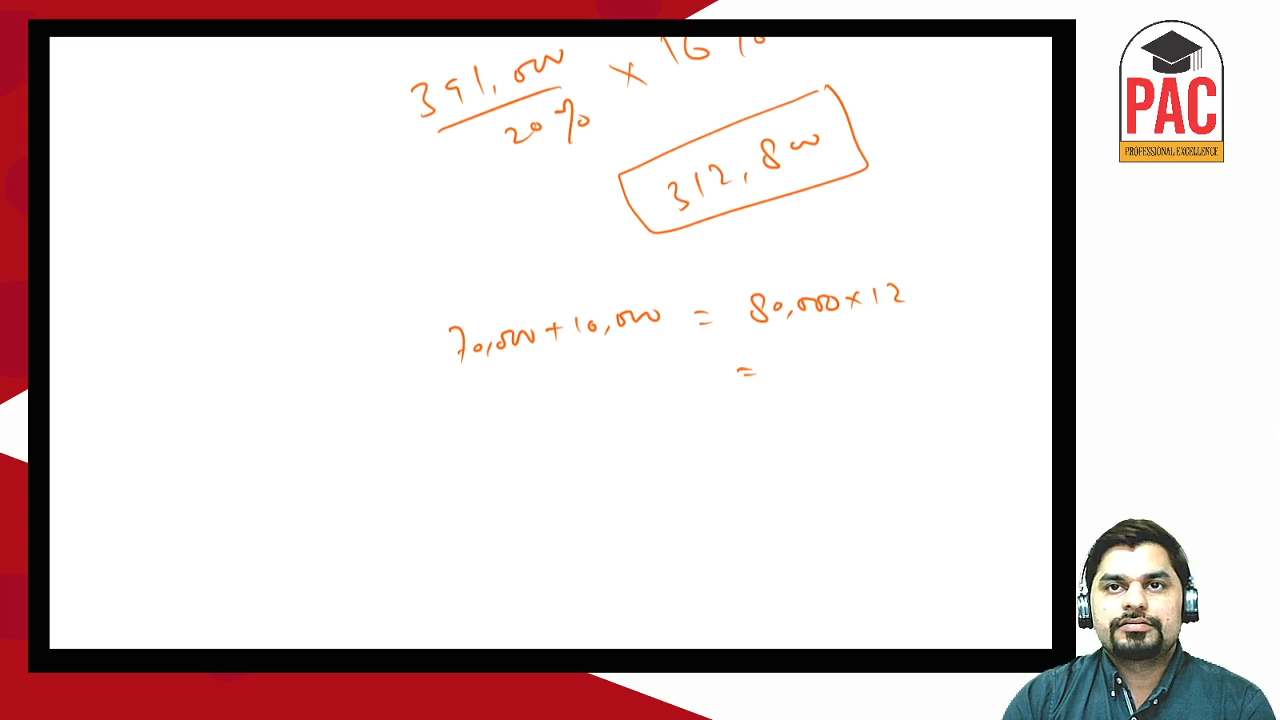 391,000
20%
× 16%
312,800
70,000 + 10,000 = 80,000 × 12
=
PAC
PROFESSIONAL EXCELLENCE